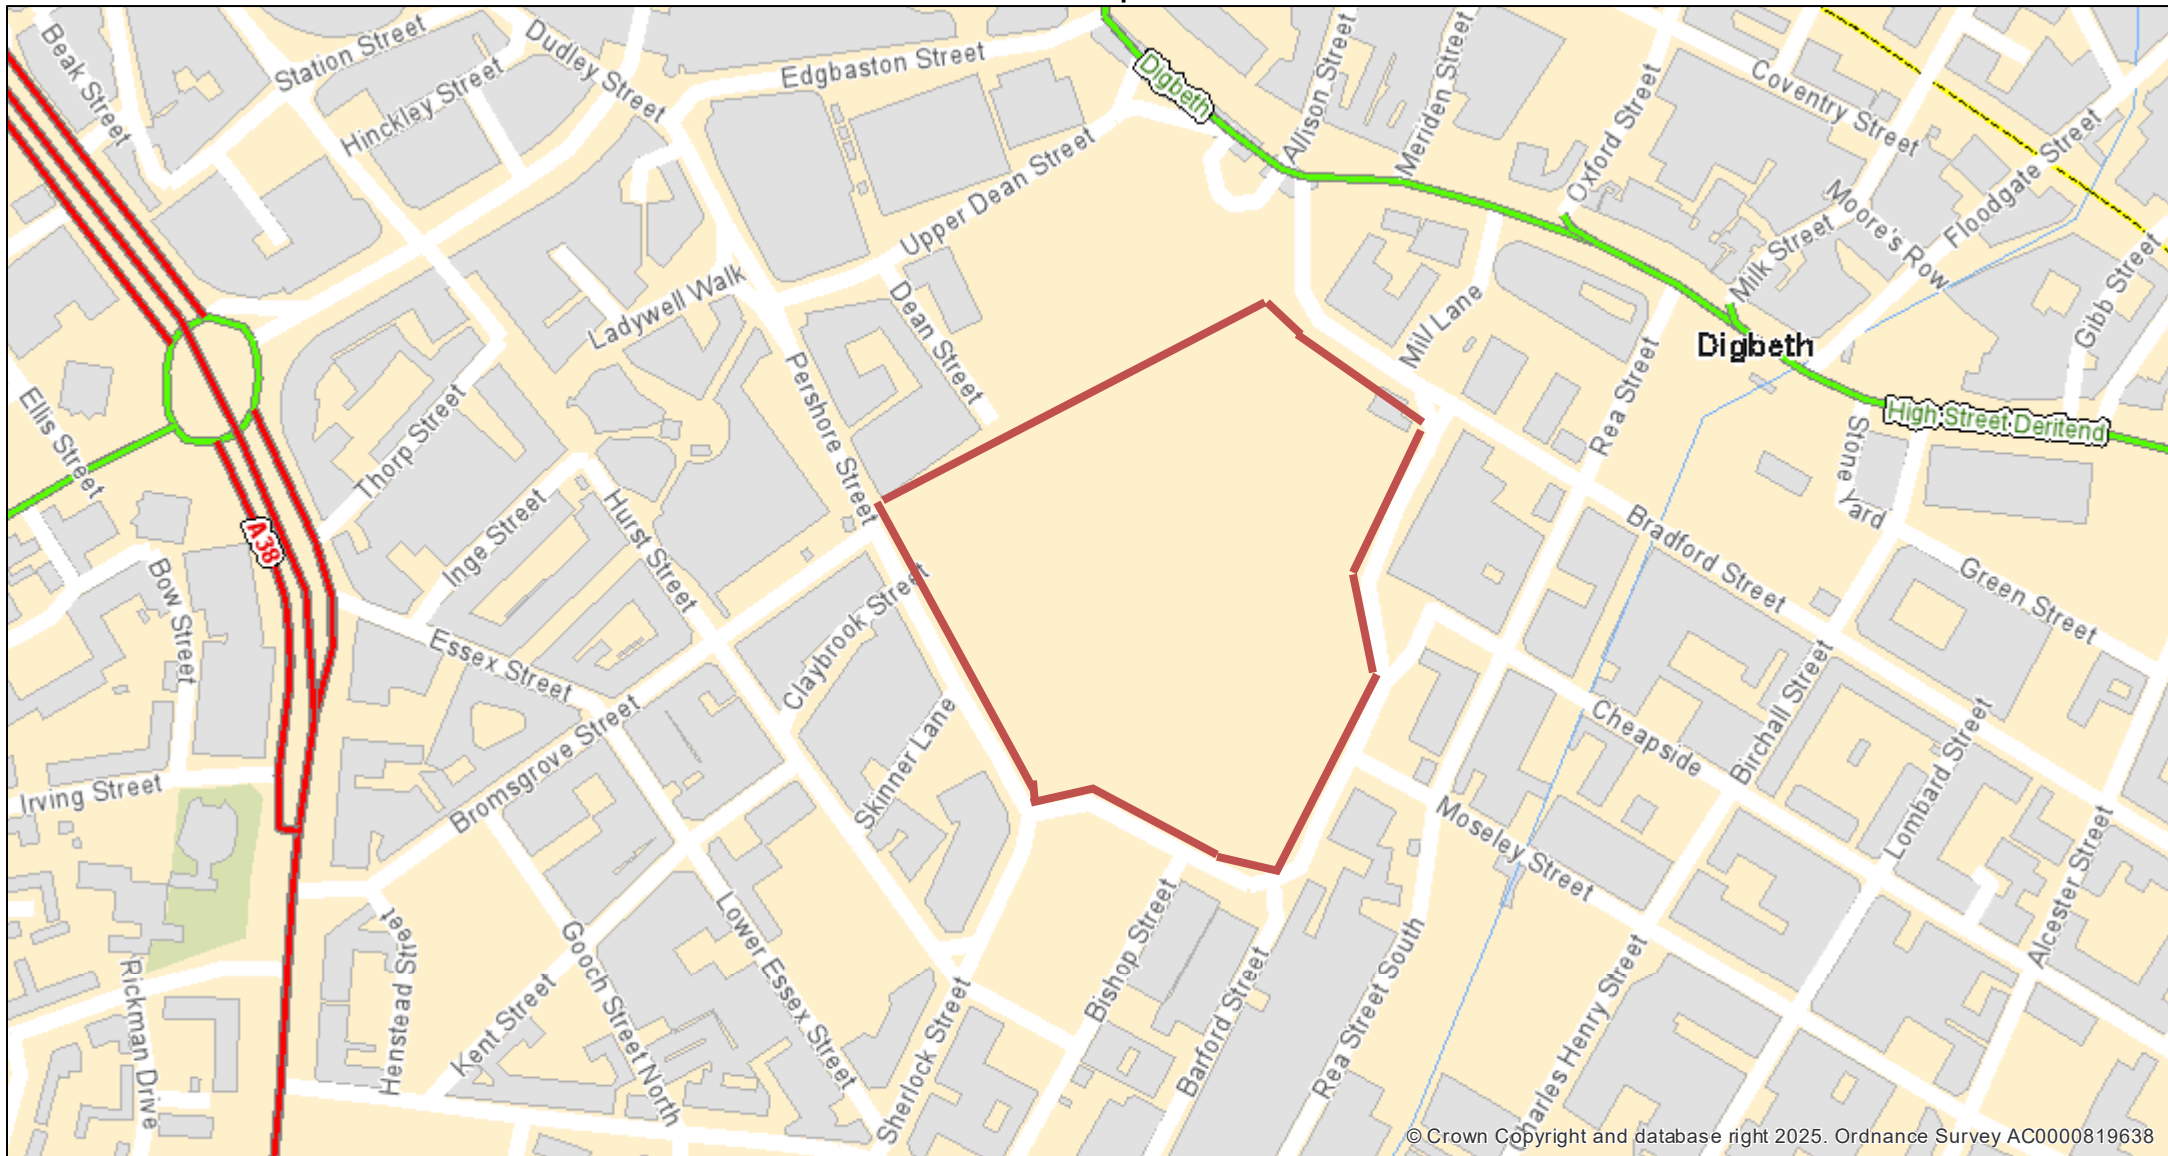 Beak Street
Station Street
Hinckley Street
Dudley Street
Edgbaston Street
Digbeth
Allison Street
Meriden Street
Oxford Street
Coventry Street
Floodgate Street
Moore's Row
Milk Street
Gibb Street
Upper Dean Street
Ladywell Walk
Dean Street
Pershore Street
Mill Lane
Rea Street
Digbeth
High Street Deritend
Stone Yard
Ellis Street
Thorp Street
A38
Inge Street
Hurst Street
Bow Street
Essex Street
Claybrook Street
Bradford Street
Green Street
Irving Street
Bromsgrove Street
Skinner Lane
Cheapside
Birchall Street
Lombard Street
Moseley Street
Alcester Street
Henstead Street
Rickman Drive
Kent Street
Gooch Street North
Lower Essex Street
Sherlock Street
Bishop Street
Barford Street
Rea Street South
Charles Henry Street
© Crown Copyright and database right 2025. Ordnance Survey AC0000819638